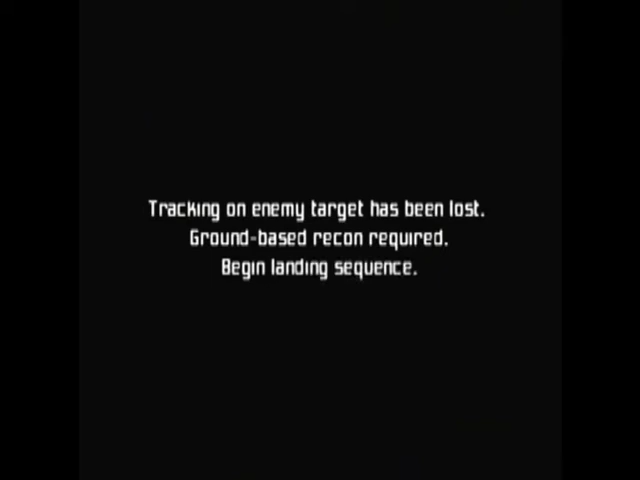 Tracking on enemy target has been lost.
Ground-based recon required.
Begin landing sequence.